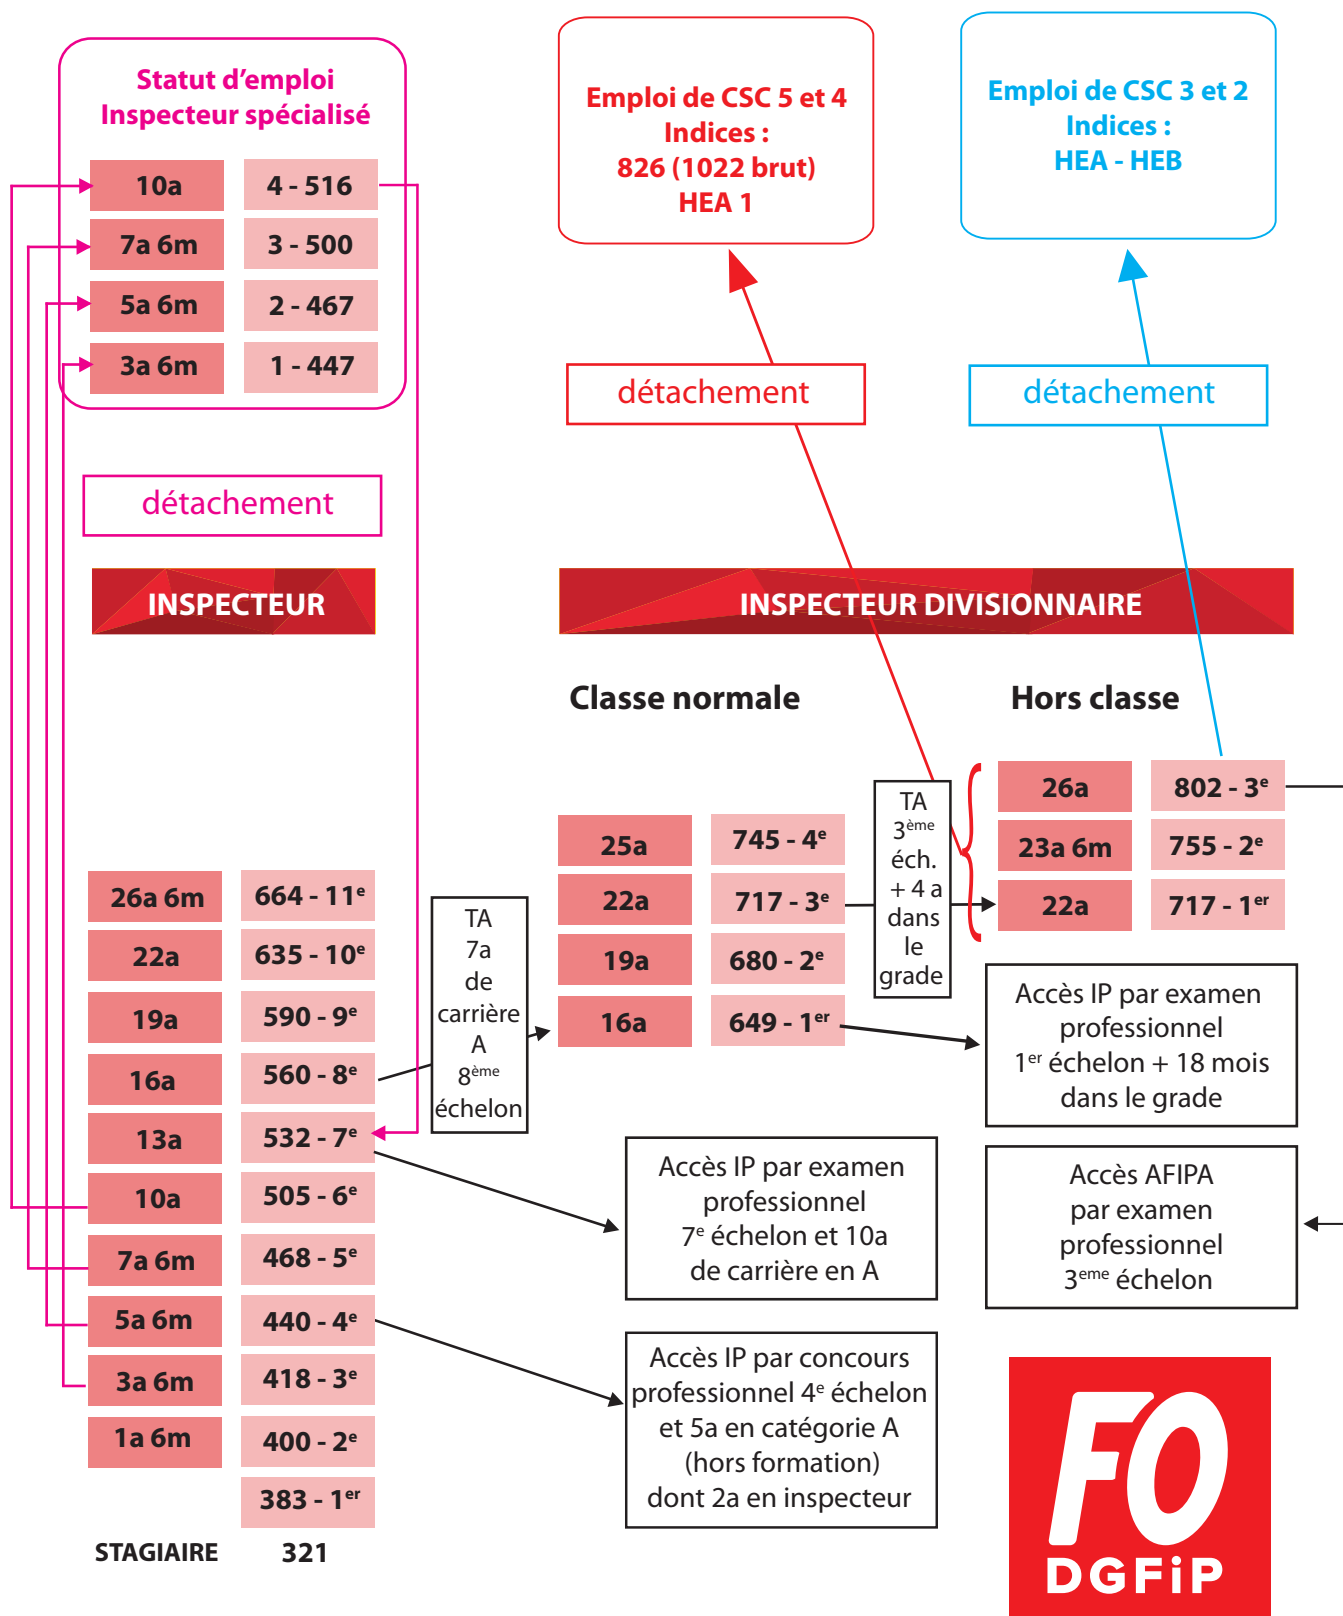 Statut d’emploi
Inspecteur spécialisé
10a 4 - 516
7a 6m 3 - 500
5a 6m 2 - 467
3a 6m 1 - 447
détachement
Emploi de CSC 5 et 4
Indices :
826 (1022 brut)
HEA 1
détachement
Emploi de CSC 3 et 2
Indices :
HEA - HEB
détachement
INSPECTEUR
26a 6m 664 - 11e
22a 635 - 10e
19a 590 - 9e
16a 560 - 8e
13a 532 - 7e
10a 505 - 6e
7a 6m 468 - 5e
5a 6m 440 - 4e
3a 6m 418 - 3e
1a 6m 400 - 2e
383 - 1er
STAGIAIRE 321
TA
7a
de
carrière
A
8ème
échelon
INSPECTEUR DIVISIONNAIRE
Classe normale
25a 745 - 4e
22a 717 - 3e
19a 680 - 2e
16a 649 - 1er
TA
3ème
éch.
+ 4 a
dans
le
grade
Hors classe
26a 802 - 3e
23a 6m 755 - 2e
22a 717 - 1er
Accès IP par examen
professionnel
1er échelon + 18 mois
dans le grade
Accès IP par examen
professionnel
7e échelon et 10a
de carrière en A
Accès AFIPA
par examen
professionnel
3eme échelon
Accès IP par concours
professionnel 4e échelon
et 5a en catégorie A
(hors formation)
dont 2a en inspecteur
FO
DGFiP